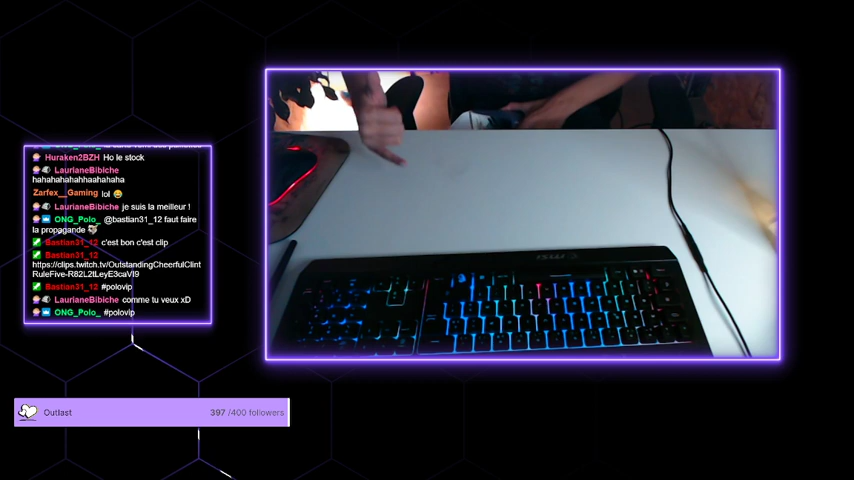 Huraken2BZH Ho le stock
LaurianeBibiche
hahahahahahhaahahaha
Zarfex__Gaming lol
LaurianeBibiche je suis la meilleur !
ONG_Polo_ @bastian31_12 faut faire
la propagande
Bastian31_12 c'est bon c'est clip
Bastian31_12
https://clips.twitch.tv/OutstandingCheerfulClint
RuleFive-R82L2tLeyE3caVI9
Bastian31_12 #polovip
LaurianeBibiche comme tu veux xD
ONG_Polo_ #polovip
msi
Outlast
397 /400 followers